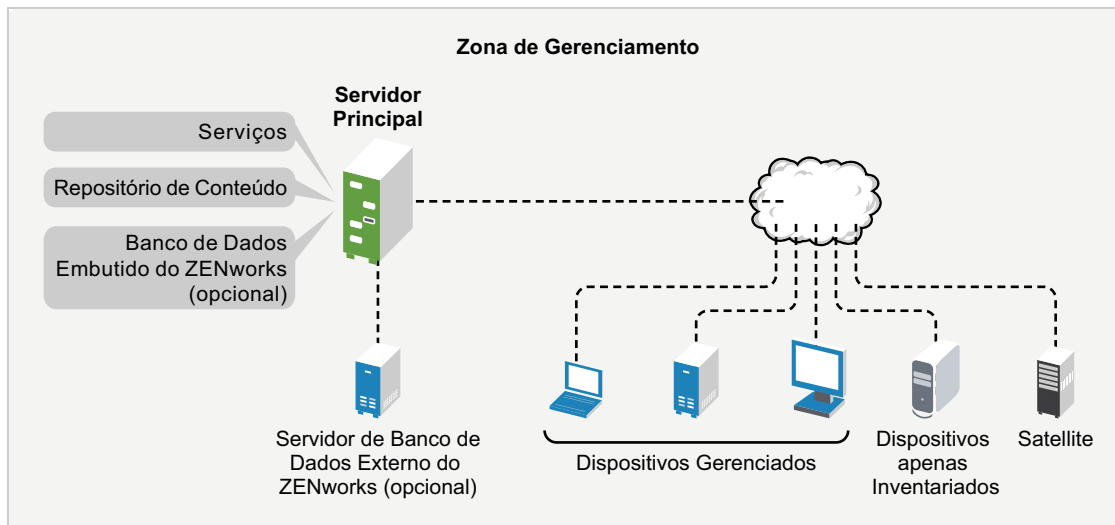 Zona de Gerenciamento
Servidor
Principal
Serviços
Repositório de Conteúdo
Banco de Dados
Embutido do ZENworks
(opcional)
Servidor de Banco de
Dados Externo do
ZENworks (opcional)
Dispositivos Gerenciados
Dispositivos
apenas
Inventariados
Satellite